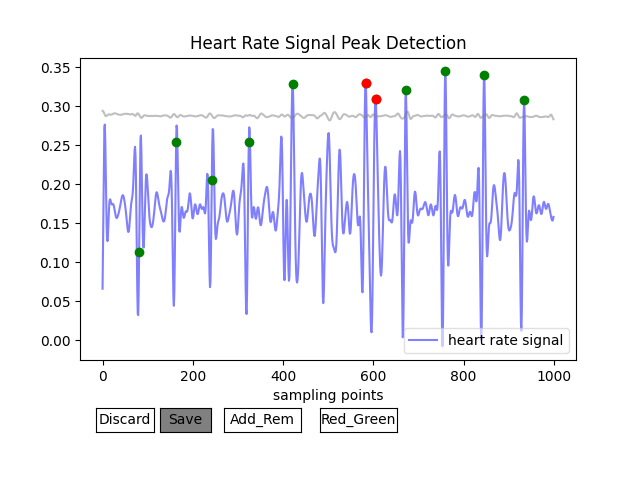 Heart Rate Signal Peak Detection
0.35
0.30
0.25
0.20
0.15
0.10
0.05
0.00
heart rate signal
0 200 400 600 800 1000
sampling points
Discard Save Add_Rem Red_Green